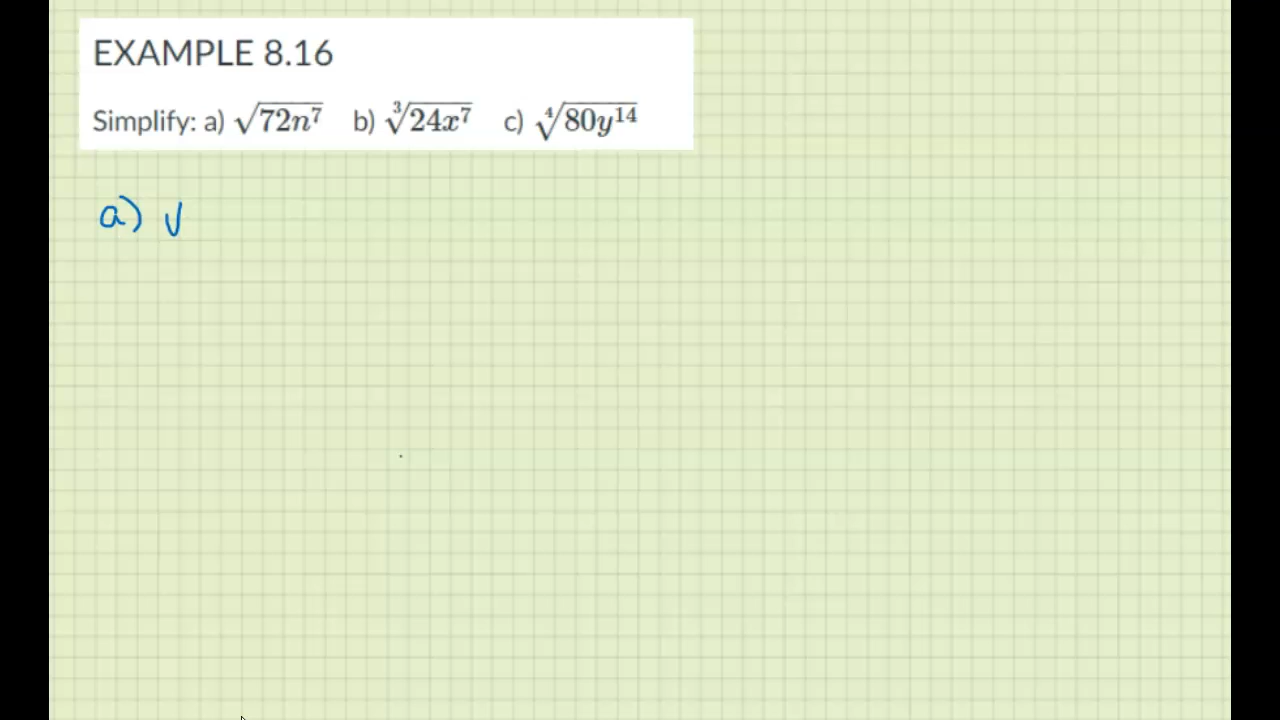 EXAMPLE 8.16
Simplify: a) √72n⁷ b) ∛24x⁷ c) ∜80y¹⁴
a) √